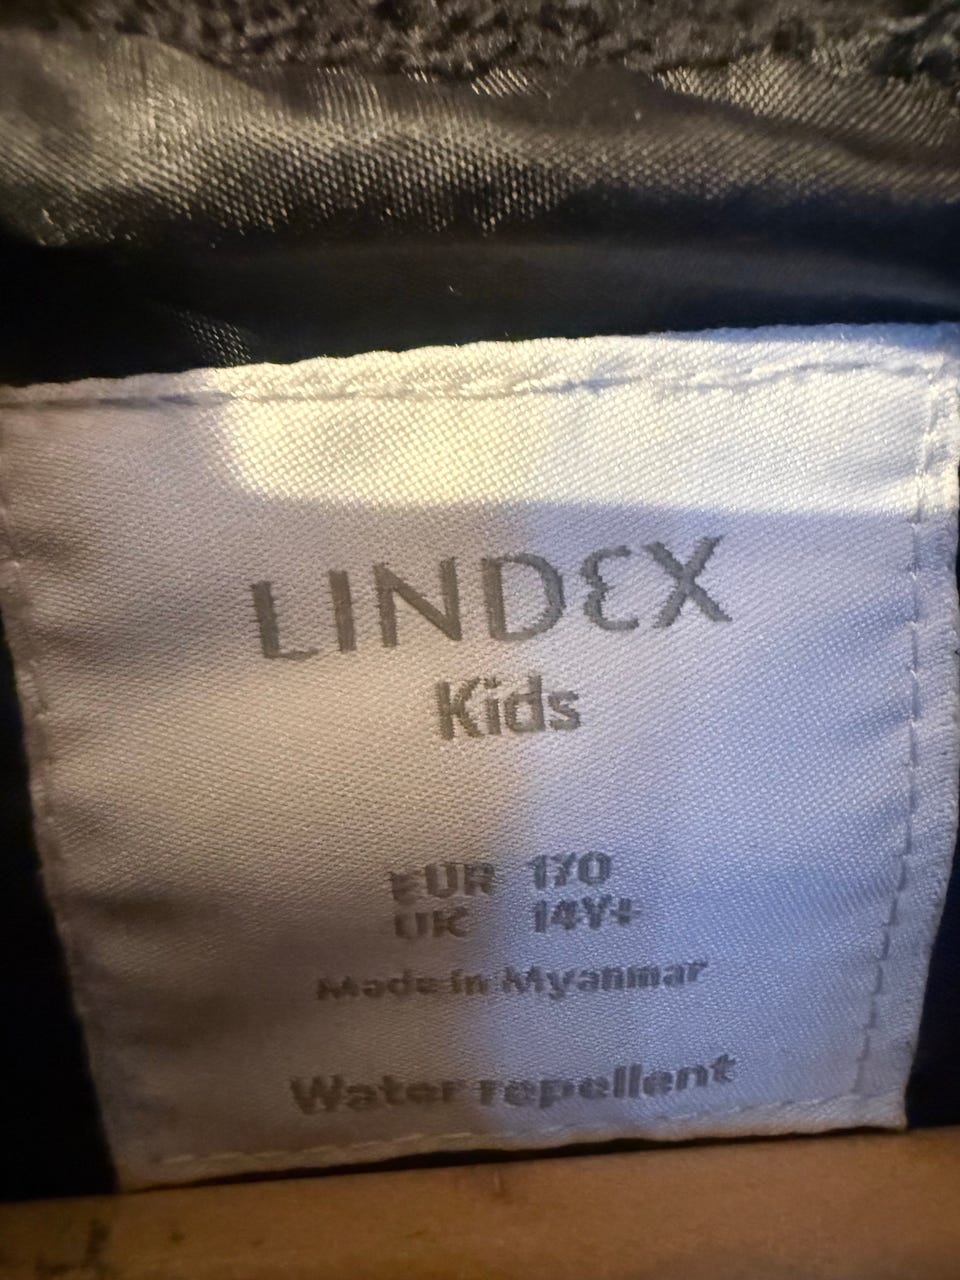 LINDEX
Kids
EUR 170
UK 14Y+
Made in Myanmar
Water repellent